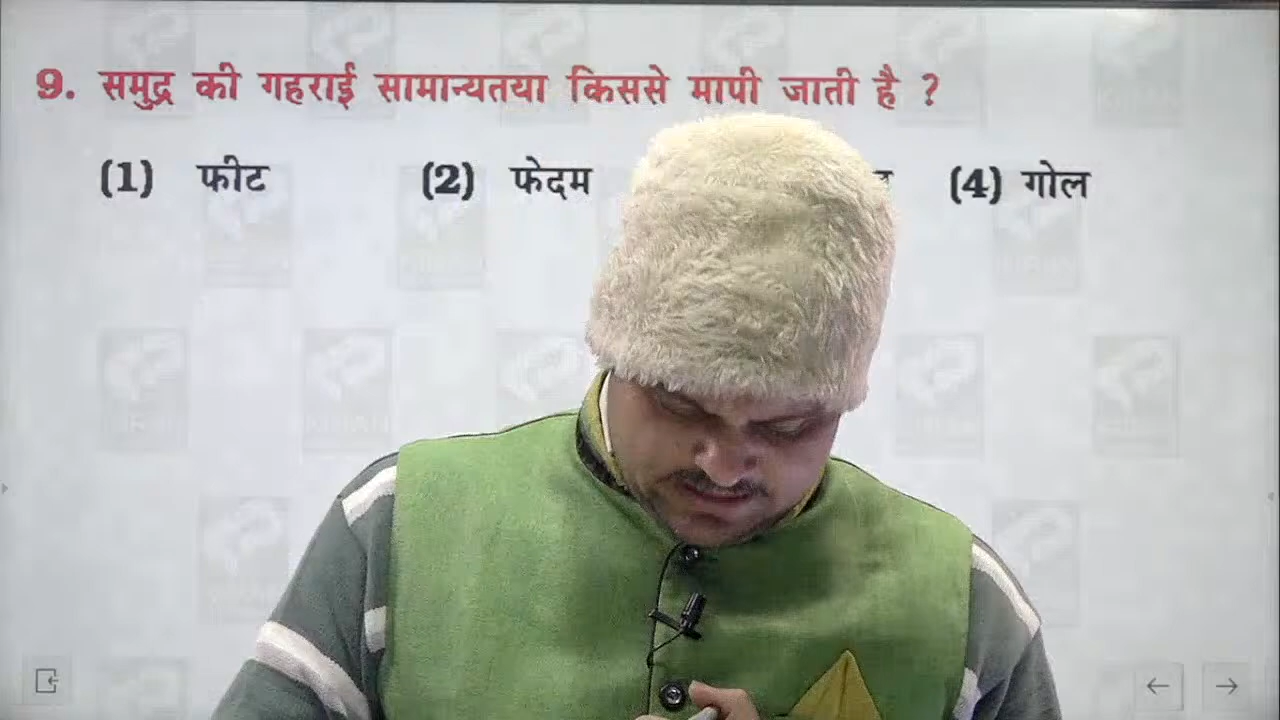 9. समुद्र की गहराई सामान्यतया किससे मापी जाती है ?
(1) फीट (2) फेदम (4) गोल